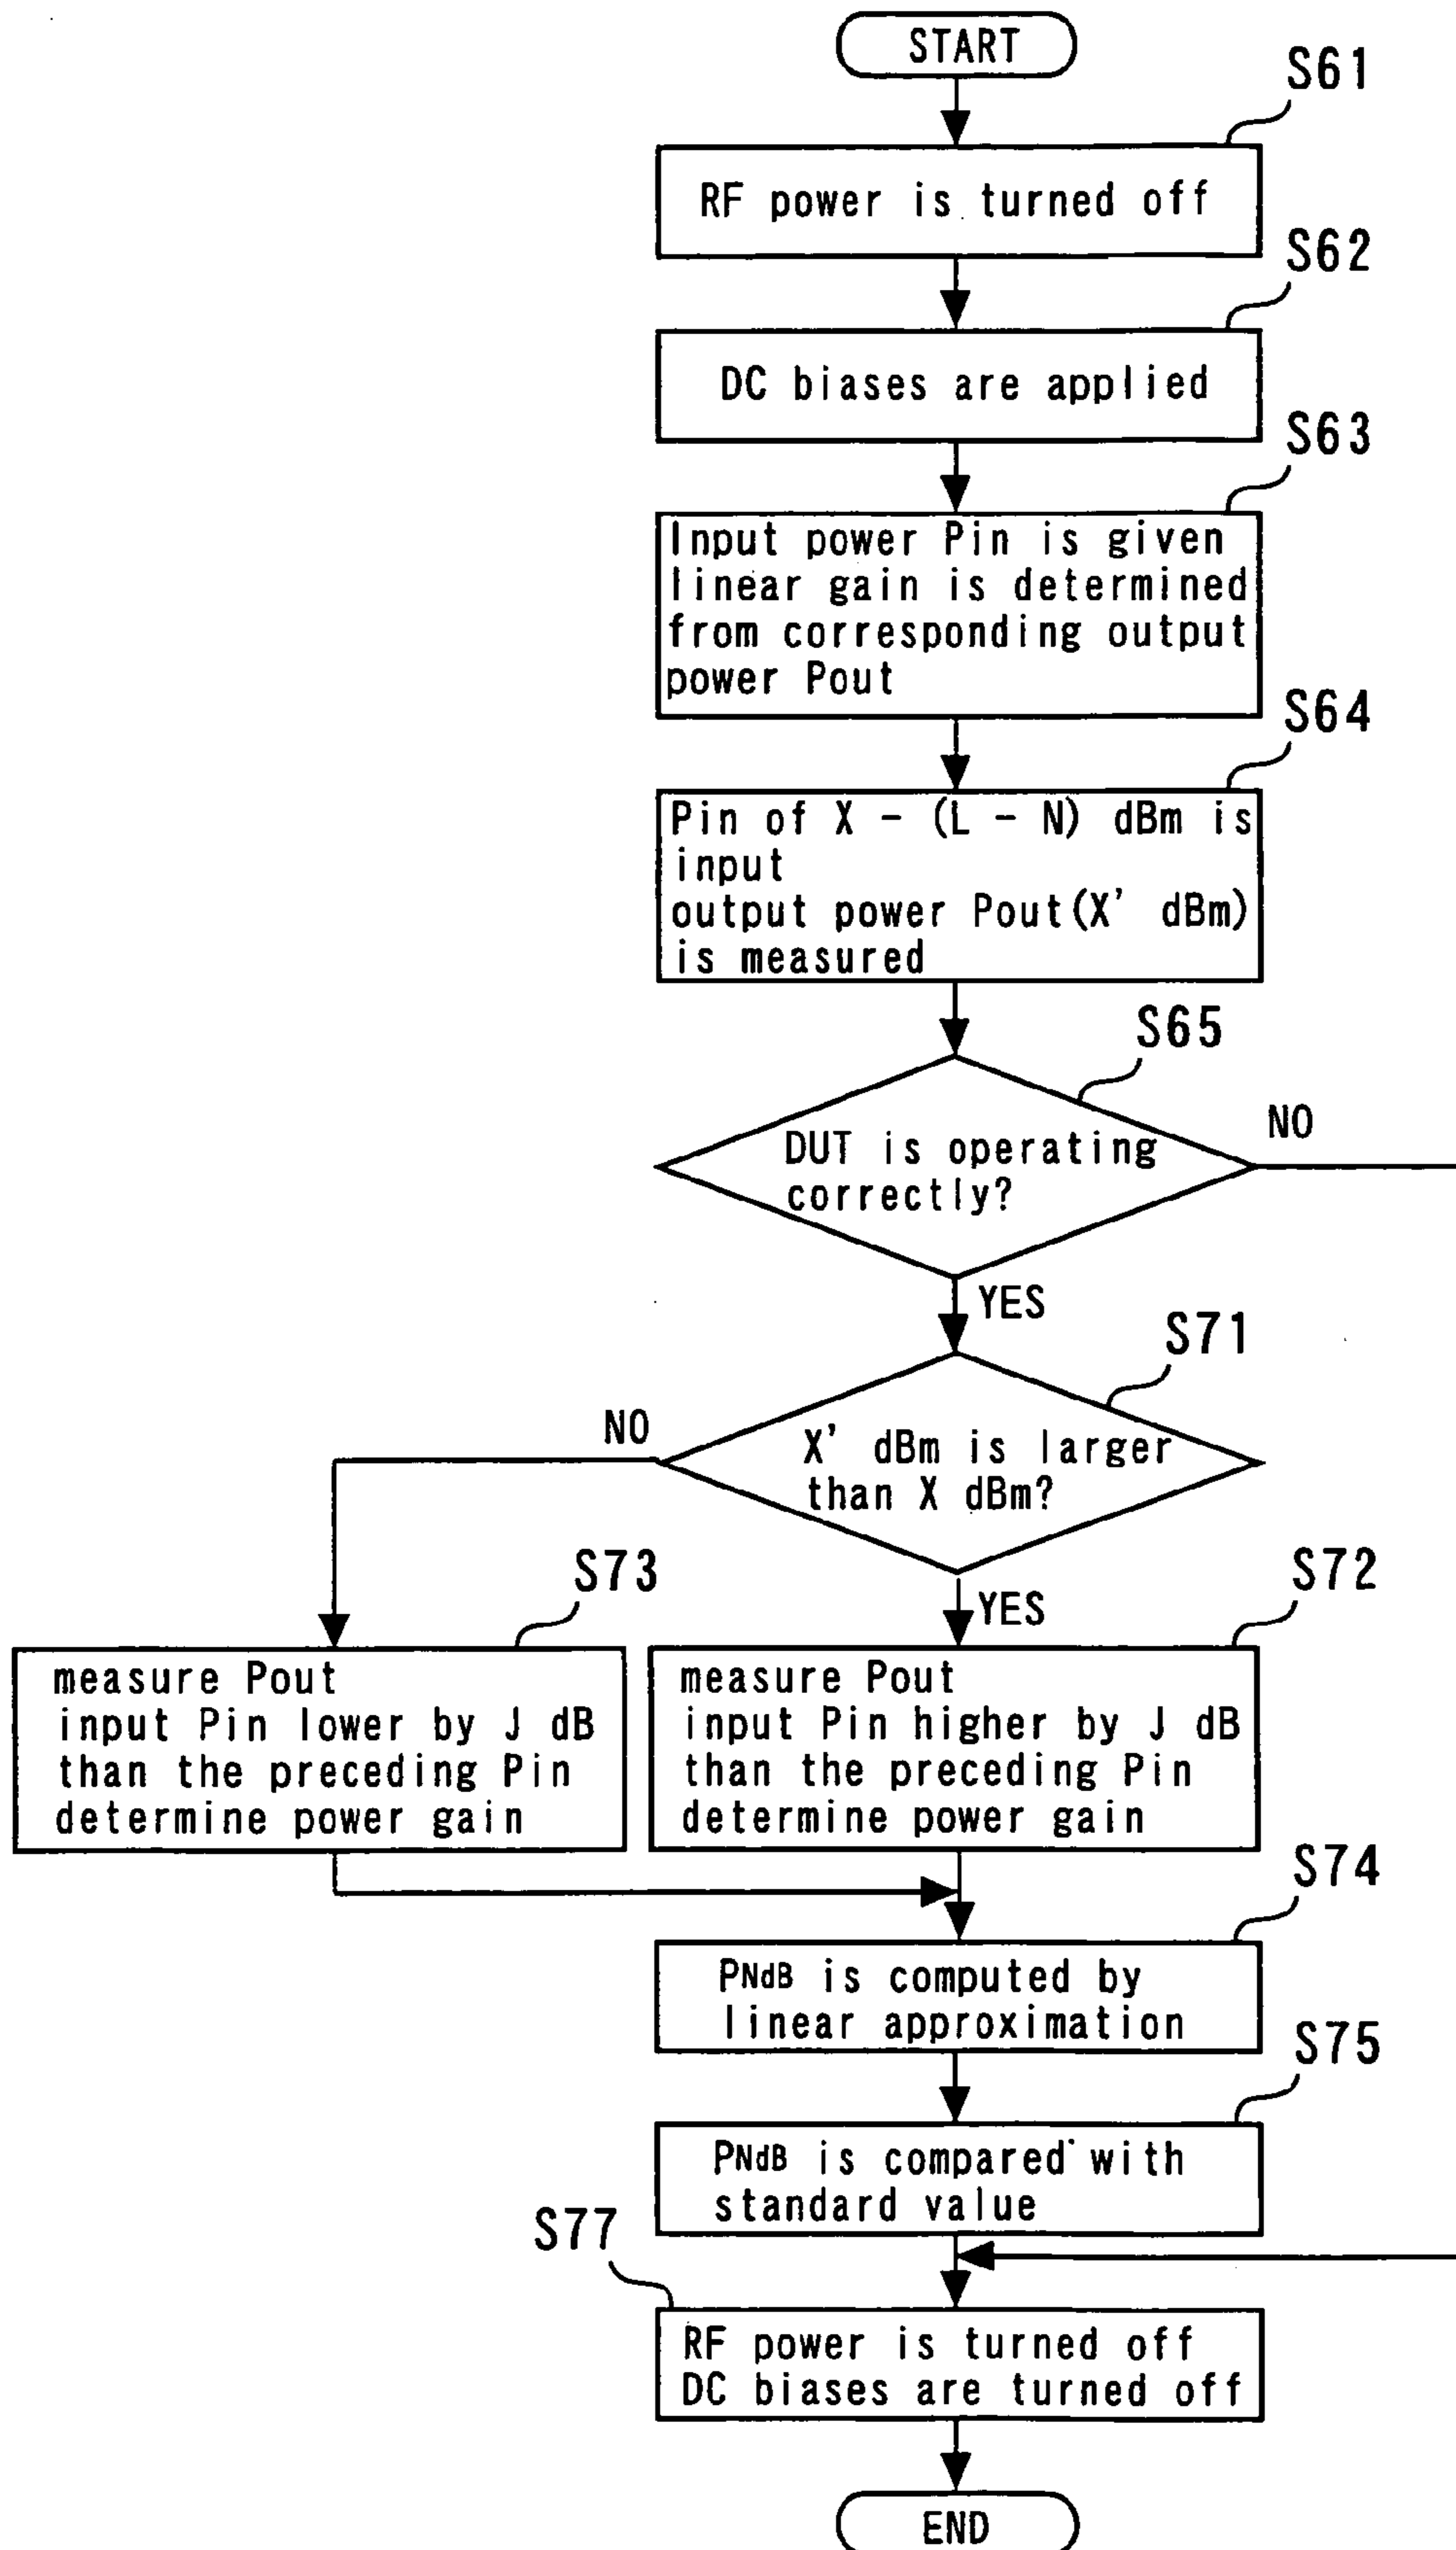 START
S61
RF power is turned off
S62
DC biases are applied
S63
Input power Pin is given
linear gain is determined
from corresponding output
power Pout
S64
Pin of X - (L - N) dBm is
input
output power Pout(X' dBm)
is measured
S65
DUT is operating
correctly?
NO
YES
S71
X' dBm is larger
than X dBm?
NO
YES
S73
measure Pout
input Pin lower by J dB
than the preceding Pin
determine power gain
S72
measure Pout
input Pin higher by J dB
than the preceding Pin
determine power gain
S74
PNdB is computed by
linear approximation
S75
PNdB is compared with
standard value
S77
RF power is turned off
DC biases are turned off
END